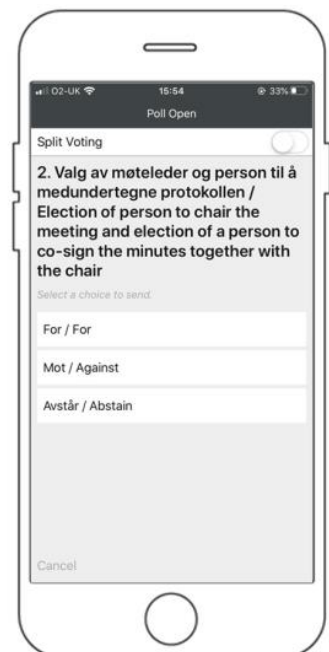 O2-UK 15:54 33%
Poll Open
Split Voting
2. Valg av møteleder og person til å
medundertegne protokollen /
Election of person to chair the
meeting and election of a person to
co-sign the minutes together with
the chair
Select a choice to send.
For / For
Mot / Against
Avstår / Abstain
Cancel